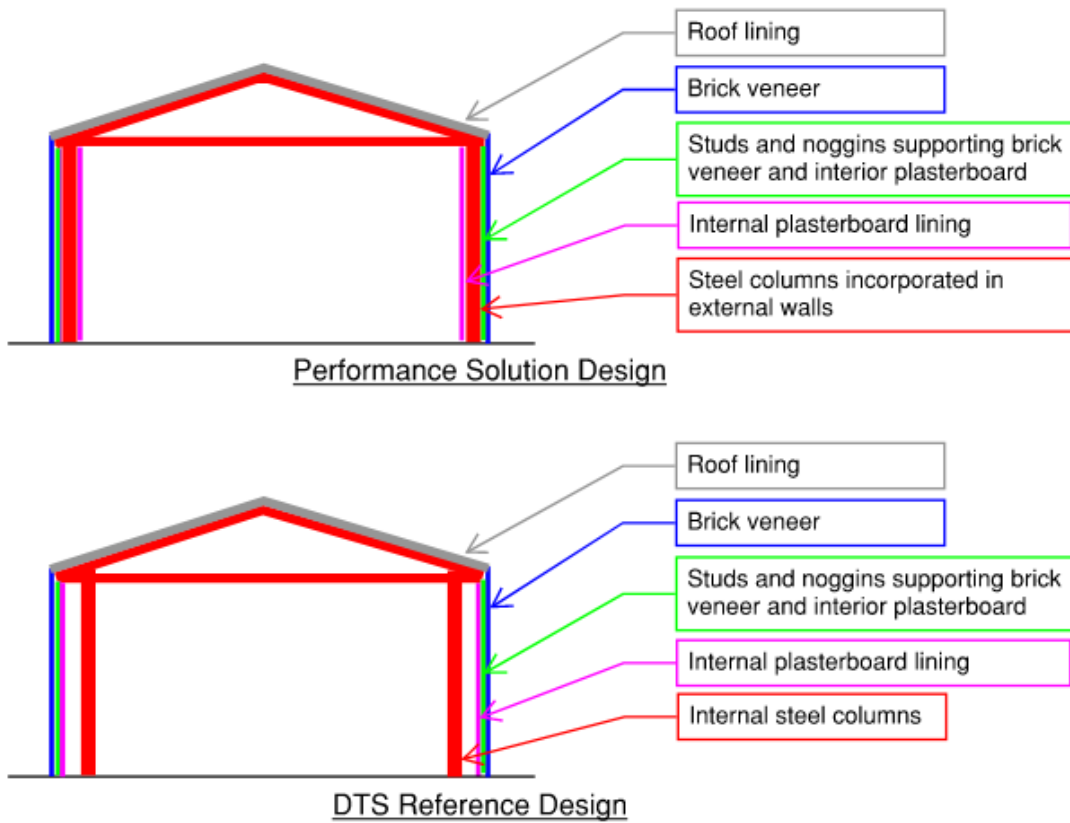 Roof lining
Brick veneer
Studs and noggins supporting brick
veneer and interior plasterboard
Internal plasterboard lining
Steel columns incorporated in
external walls
Performance Solution Design
Roof lining
Brick veneer
Studs and noggins supporting brick
veneer and interior plasterboard
Internal plasterboard lining
Internal steel columns
DTS Reference Design